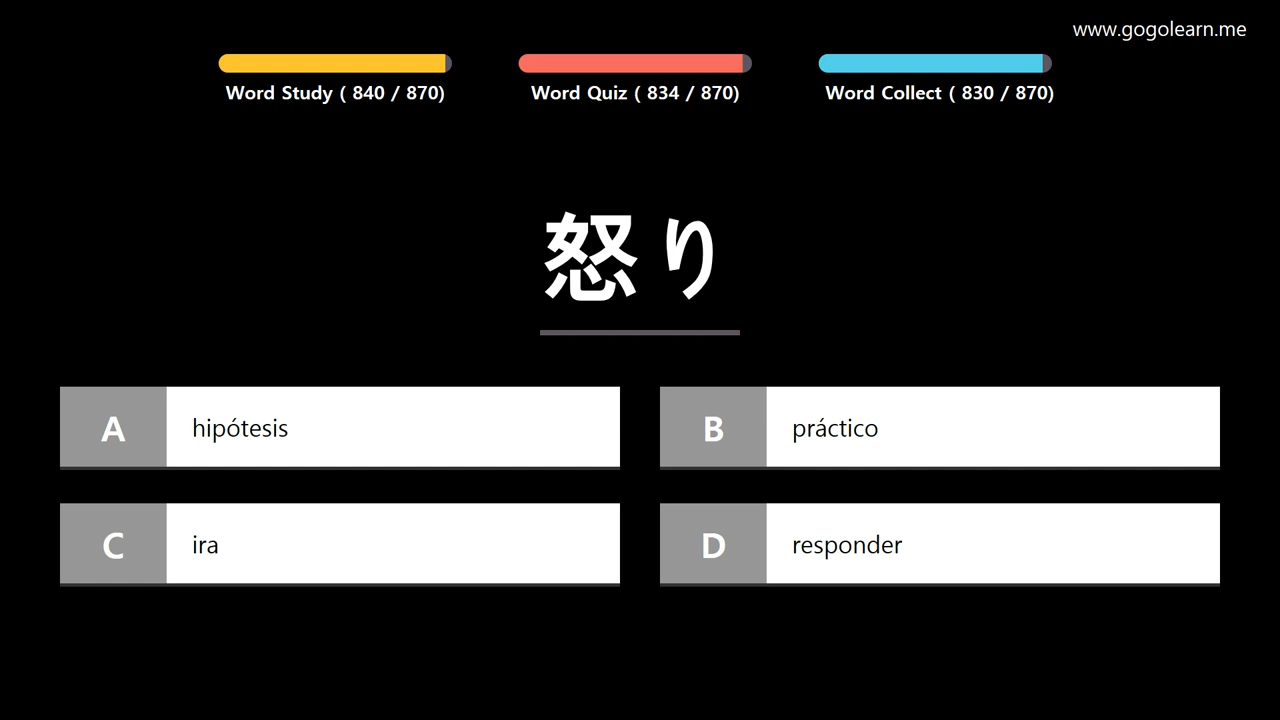 www.gogolearn.me
Word Study ( 840 / 870)
Word Quiz ( 834 / 870)
Word Collect ( 830 / 870)
怒り
A hipótesis
B práctico
C ira
D responder